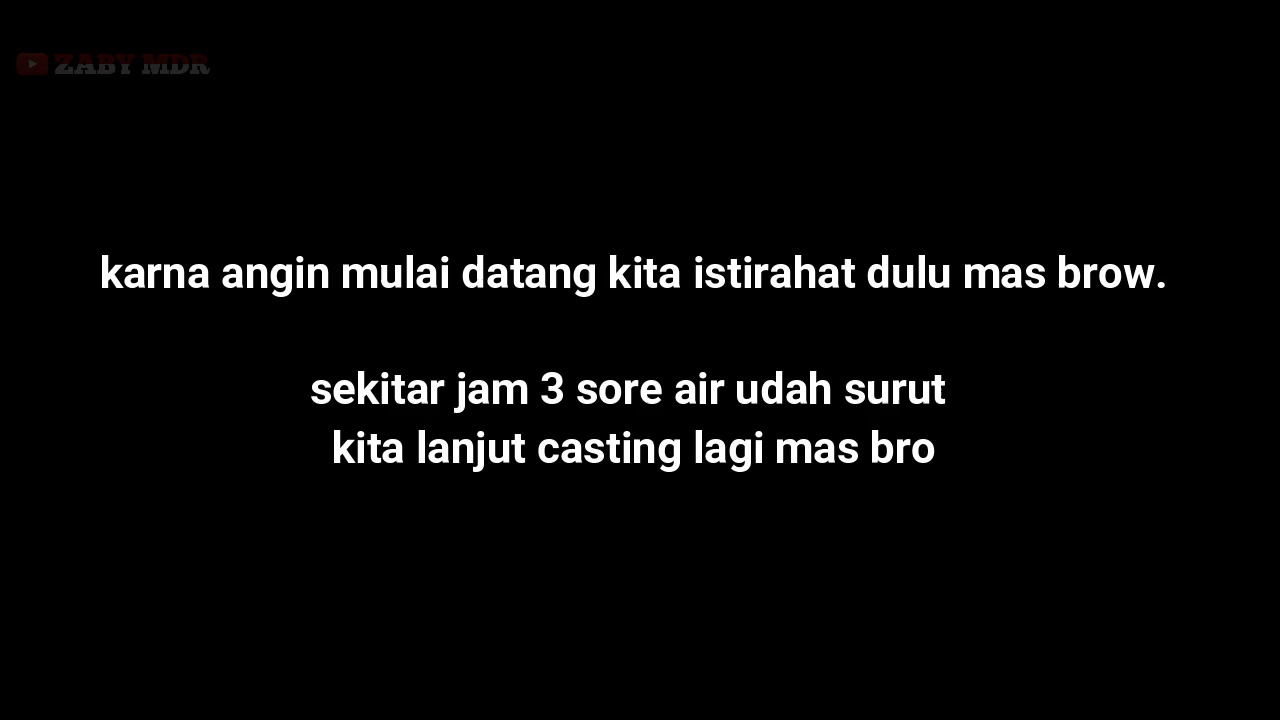 ZABY MDR
karna angin mulai datang kita istirahat dulu mas brow.
sekitar jam 3 sore air udah surut
kita lanjut casting lagi mas bro